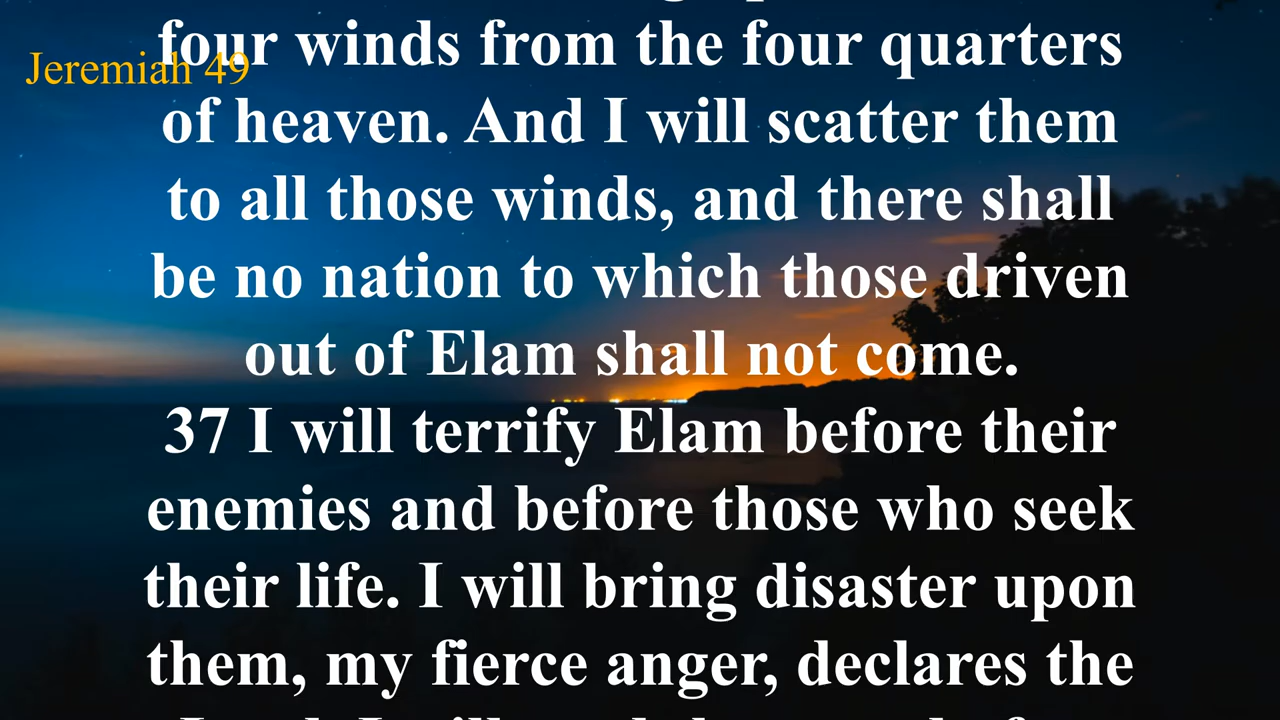 four winds from the four quarters
Jeremiah 49
of heaven. And I will scatter them
to all those winds, and there shall
be no nation to which those driven
out of Elam shall not come.
37 I will terrify Elam before their
enemies and before those who seek
their life. I will bring disaster upon
them, my fierce anger, declares the